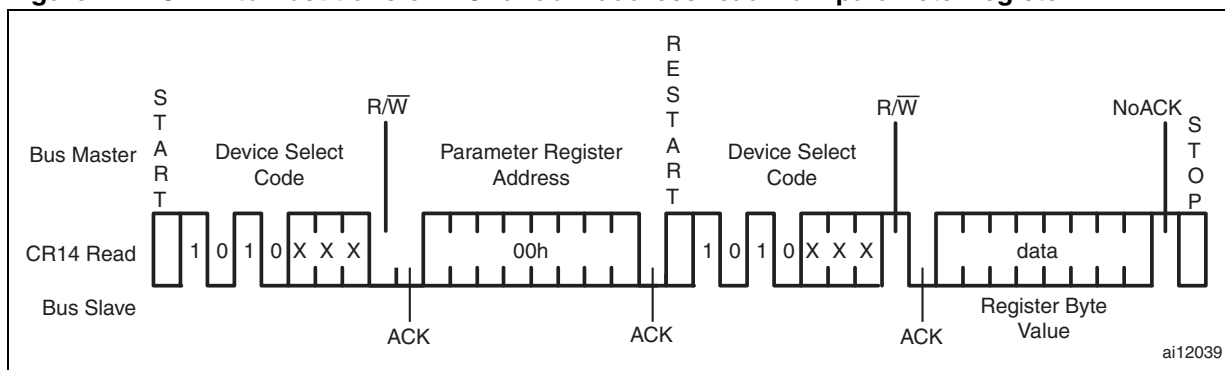 S
T
A
R
T
R
E
S
T
A
R
T
S
T
O
P
R/W
R/W
NoACK
Bus Master
Device Select
Code
Parameter Register
Address
Device Select
Code
CR14 Read
1 0 1 0 X X X
00h
1 0 1 0 X X X
data
Bus Slave
ACK
ACK
ACK
Register Byte
Value
ai12039